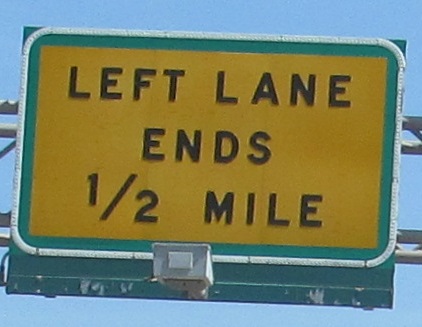 LEFT LANE
ENDS
1/2 MILE